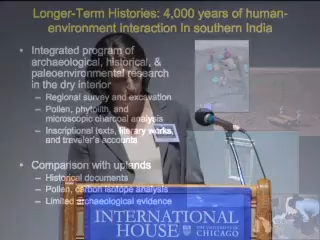 Longer-Term Histories: 4,000 years of human-
environment interaction in southern India
• Integrated program of
archaeological, historical, &
paleoenvironmental research
in the dry interior
– Regional survey and excavation
– Pollen, phytolith, and
microscopic charcoal analysis
– Inscriptional texts, literary works,
and traveler's accounts
• Comparison with uplands
– Historical documents
– Pollen, carbon isotope analysis
– Limited archaeological evidence
INTERNATIONAL
HOUSE
THE UNIVERSITY OF
CHICAGO